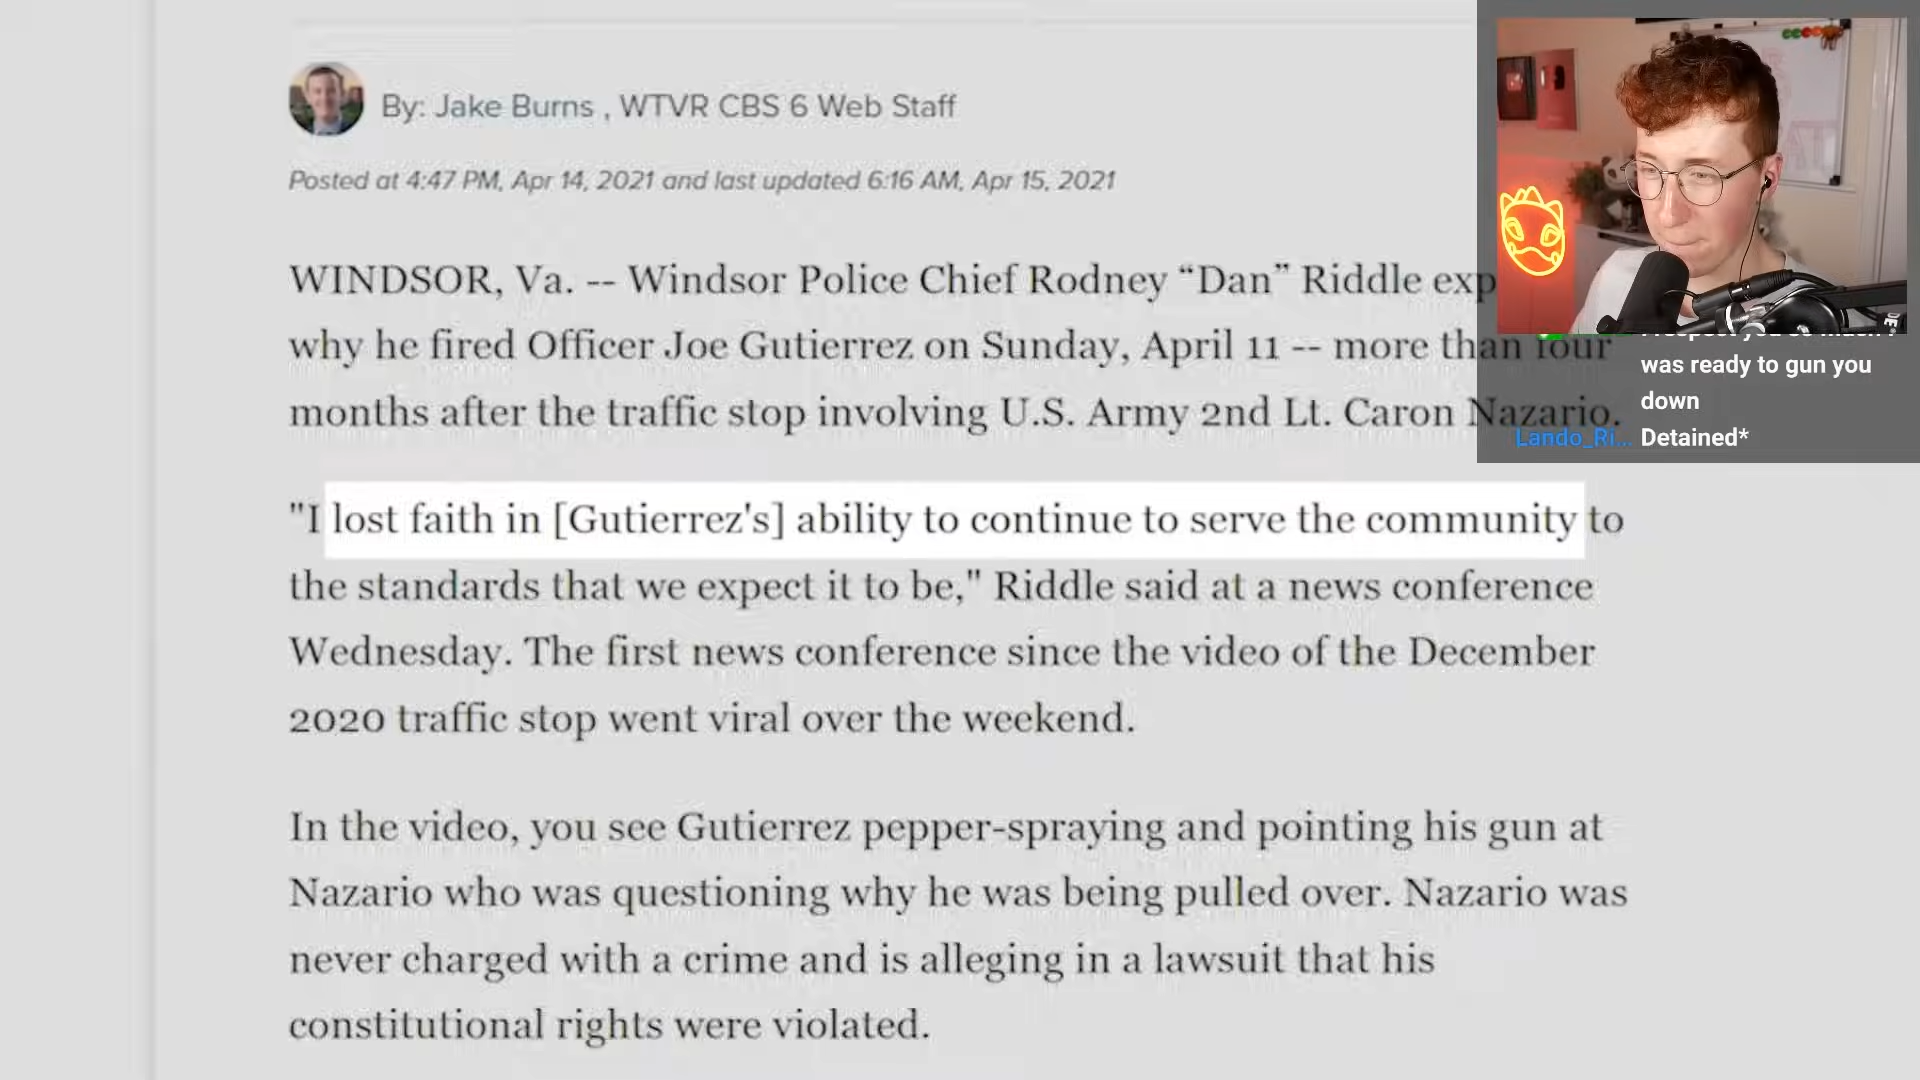 By: Jake Burns , WTVR CBS 6 Web Staff
Posted at 4:47 PM, Apr 14, 2021 and last updated 6:16 AM, Apr 15, 2021
WINDSOR, Va. -- Windsor Police Chief Rodney “Dan” Riddle exp
why he fired Officer Joe Gutierrez on Sunday, April 11 -- more than four
months after the traffic stop involving U.S. Army 2nd Lt. Caron Nazario.
"I lost faith in [Gutierrez's] ability to continue to serve the community to
the standards that we expect it to be," Riddle said at a news conference
Wednesday. The first news conference since the video of the December
2020 traffic stop went viral over the weekend.
In the video, you see Gutierrez pepper-spraying and pointing his gun at
Nazario who was questioning why he was being pulled over. Nazario was
never charged with a crime and is alleging in a lawsuit that his
constitutional rights were violated.
was ready to gun you
down
Lando_Ri... Detained*